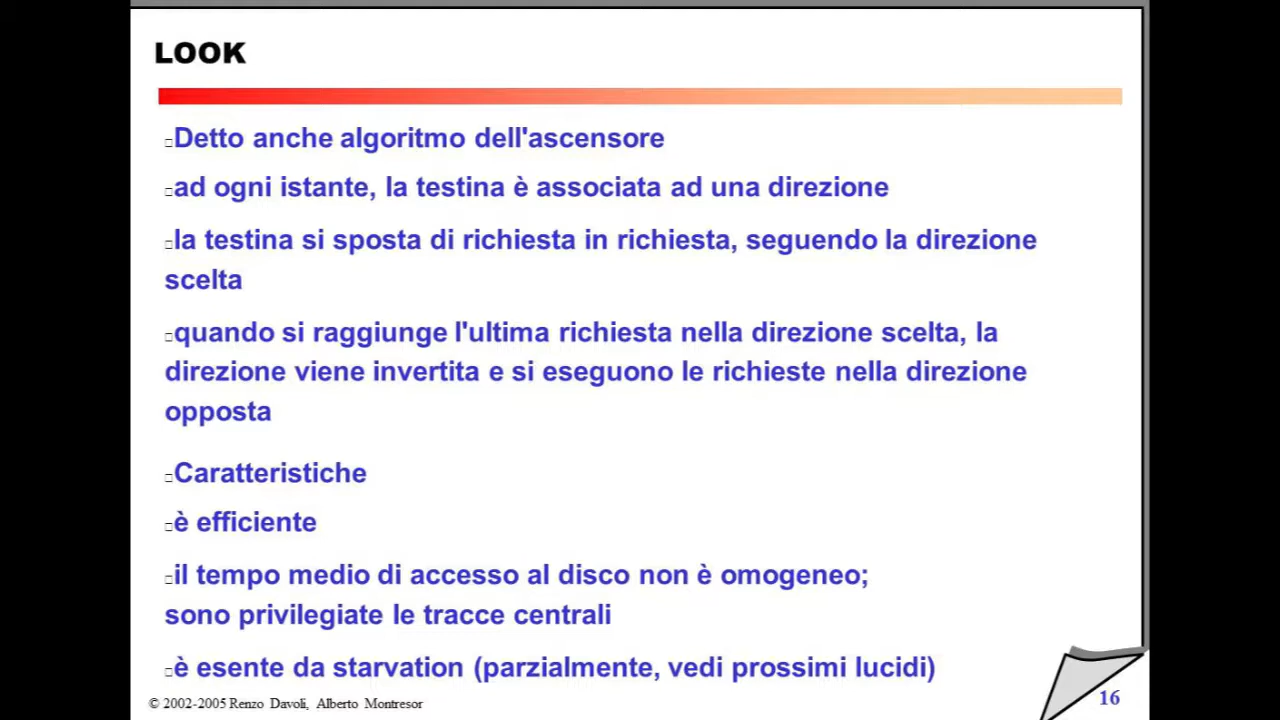 LOOK
Detto anche algoritmo dell'ascensore
ad ogni istante, la testina è associata ad una direzione
la testina si sposta di richiesta in richiesta, seguendo la direzione
scelta
quando si raggiunge l'ultima richiesta nella direzione scelta, la
direzione viene invertita e si eseguono le richieste nella direzione
opposta
Caratteristiche
è efficiente
il tempo medio di accesso al disco non è omogeneo;
sono privilegiate le tracce centrali
è esente da starvation (parzialmente, vedi prossimi lucidi)
© 2002-2005 Renzo Davoli, Alberto Montresor
16